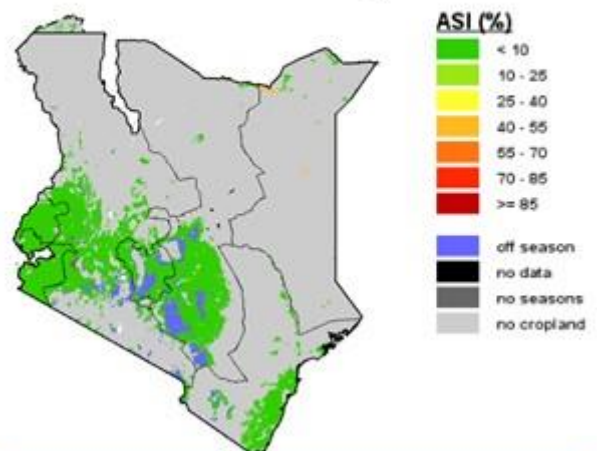 ASI (%)
< 10
10 - 25
25 - 40
40 - 55
55 - 70
70 - 85
>= 85
off season
no data
no seasons
no cropland